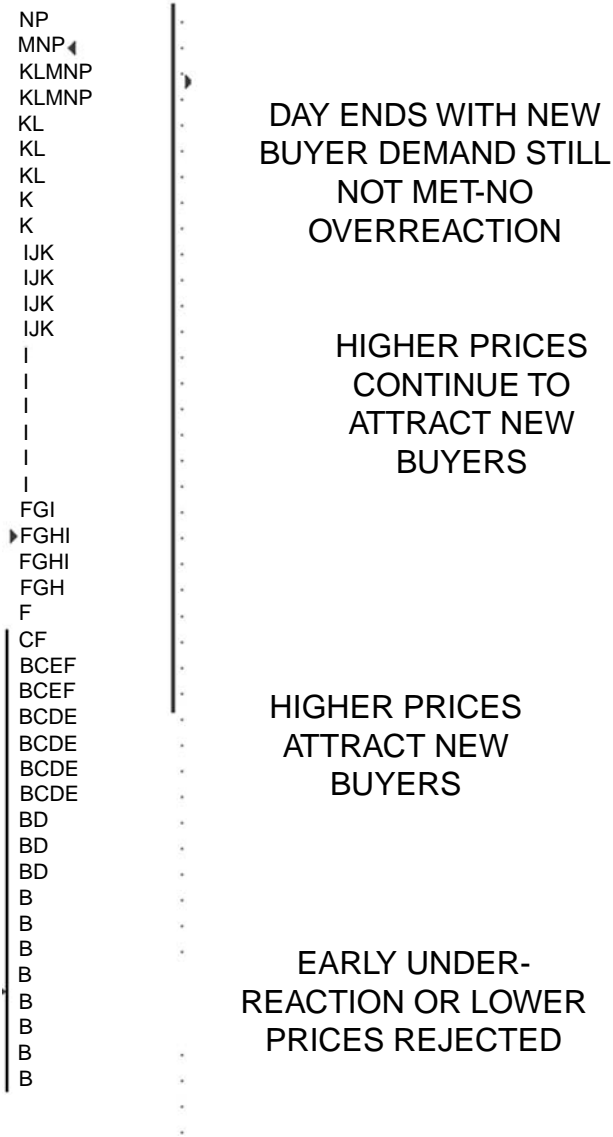 NP
MNP
KLMNP
KLMNP
KL
KL
KL
K
K
IJK
IJK
IJK
IJK
I
I
I
I
I
I
FGI
FGHI
FGHI
FGH
F
CF
BCEF
BCEF
BCDE
BCDE
BCDE
BCDE
BD
BD
BD
B
B
B
B
B
B
B
B
DAY ENDS WITH NEW
BUYER DEMAND STILL
NOT MET-NO
OVERREACTION
HIGHER PRICES
CONTINUE TO
ATTRACT NEW
BUYERS
HIGHER PRICES
ATTRACT NEW
BUYERS
EARLY UNDER-
REACTION OR LOWER
PRICES REJECTED